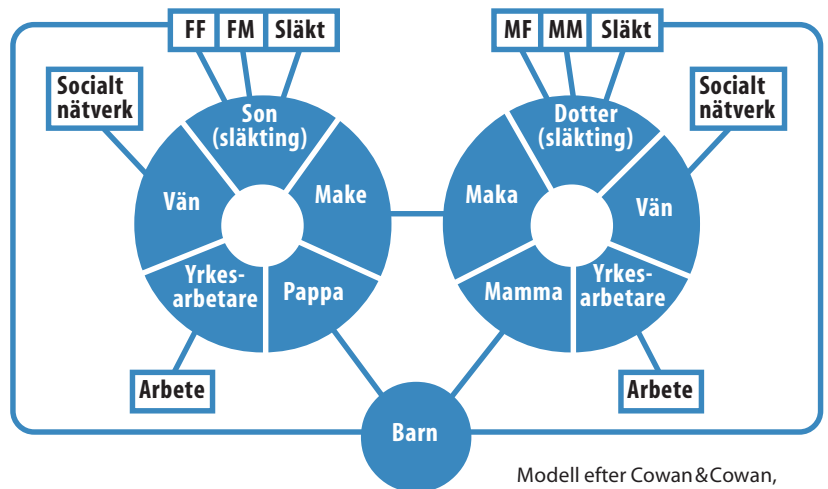 FF FM Släkt
MF MM Släkt
Socialt
nätverk
Son
(släkting)
Make
Pappa
Yrkes-
arbetare
Vän
Arbete
Dotter
(släkting)
Vän
Yrkes-
arbetare
Mamma
Maka
Socialt
nätverk
Arbete
Barn
Modell efter Cowan & Cowan,